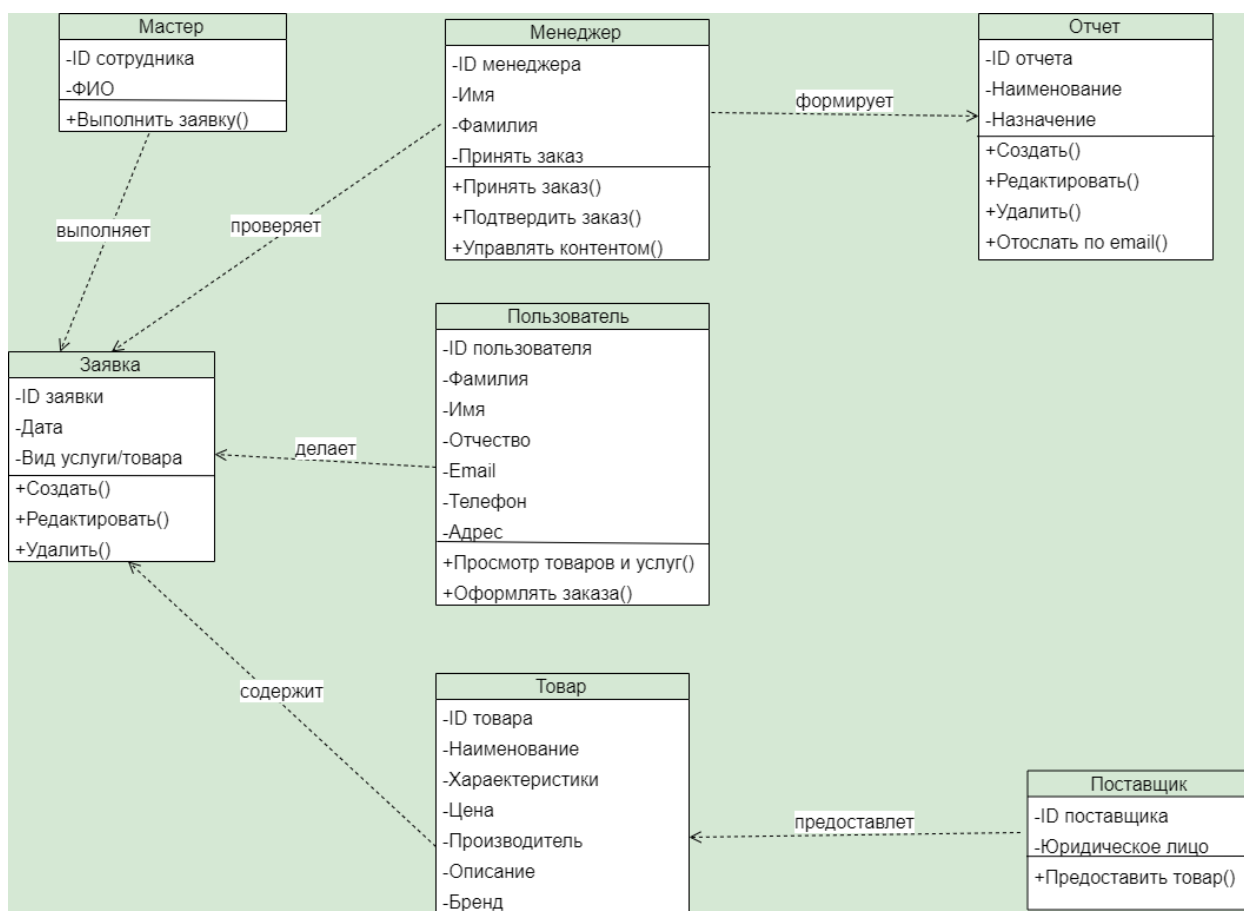 Мастер
-ID сотрудника
-ФИО
+Выполнить заявку()
Менеджер
-ID менеджера
-Имя
-Фамилия
-Принять заказ
+Принять заказ()
+Подтвердить заказ()
+Управлять контентом()
формирует
Отчет
-ID отчета
-Наименование
-Назначение
+Создать()
+Редактировать()
+Удалить()
+Отослать по email()
выполняет
проверяет
Заявка
-ID заявки
-Дата
-Вид услуги/товара
+Создать()
+Редактировать()
+Удалить()
делает
Пользователь
-ID пользователя
-Фамилия
-Имя
-Отчество
-Email
-Телефон
-Адрес
+Просмотр товаров и услуг()
+Оформлять заказа()
содержит
Товар
-ID товара
-Наименование
-Хараектеристики
-Цена
-Производитель
-Описание
-Бренд
предоставлет
Поставщик
-ID поставщика
-Юридическое лицо
+Предоставить товар()